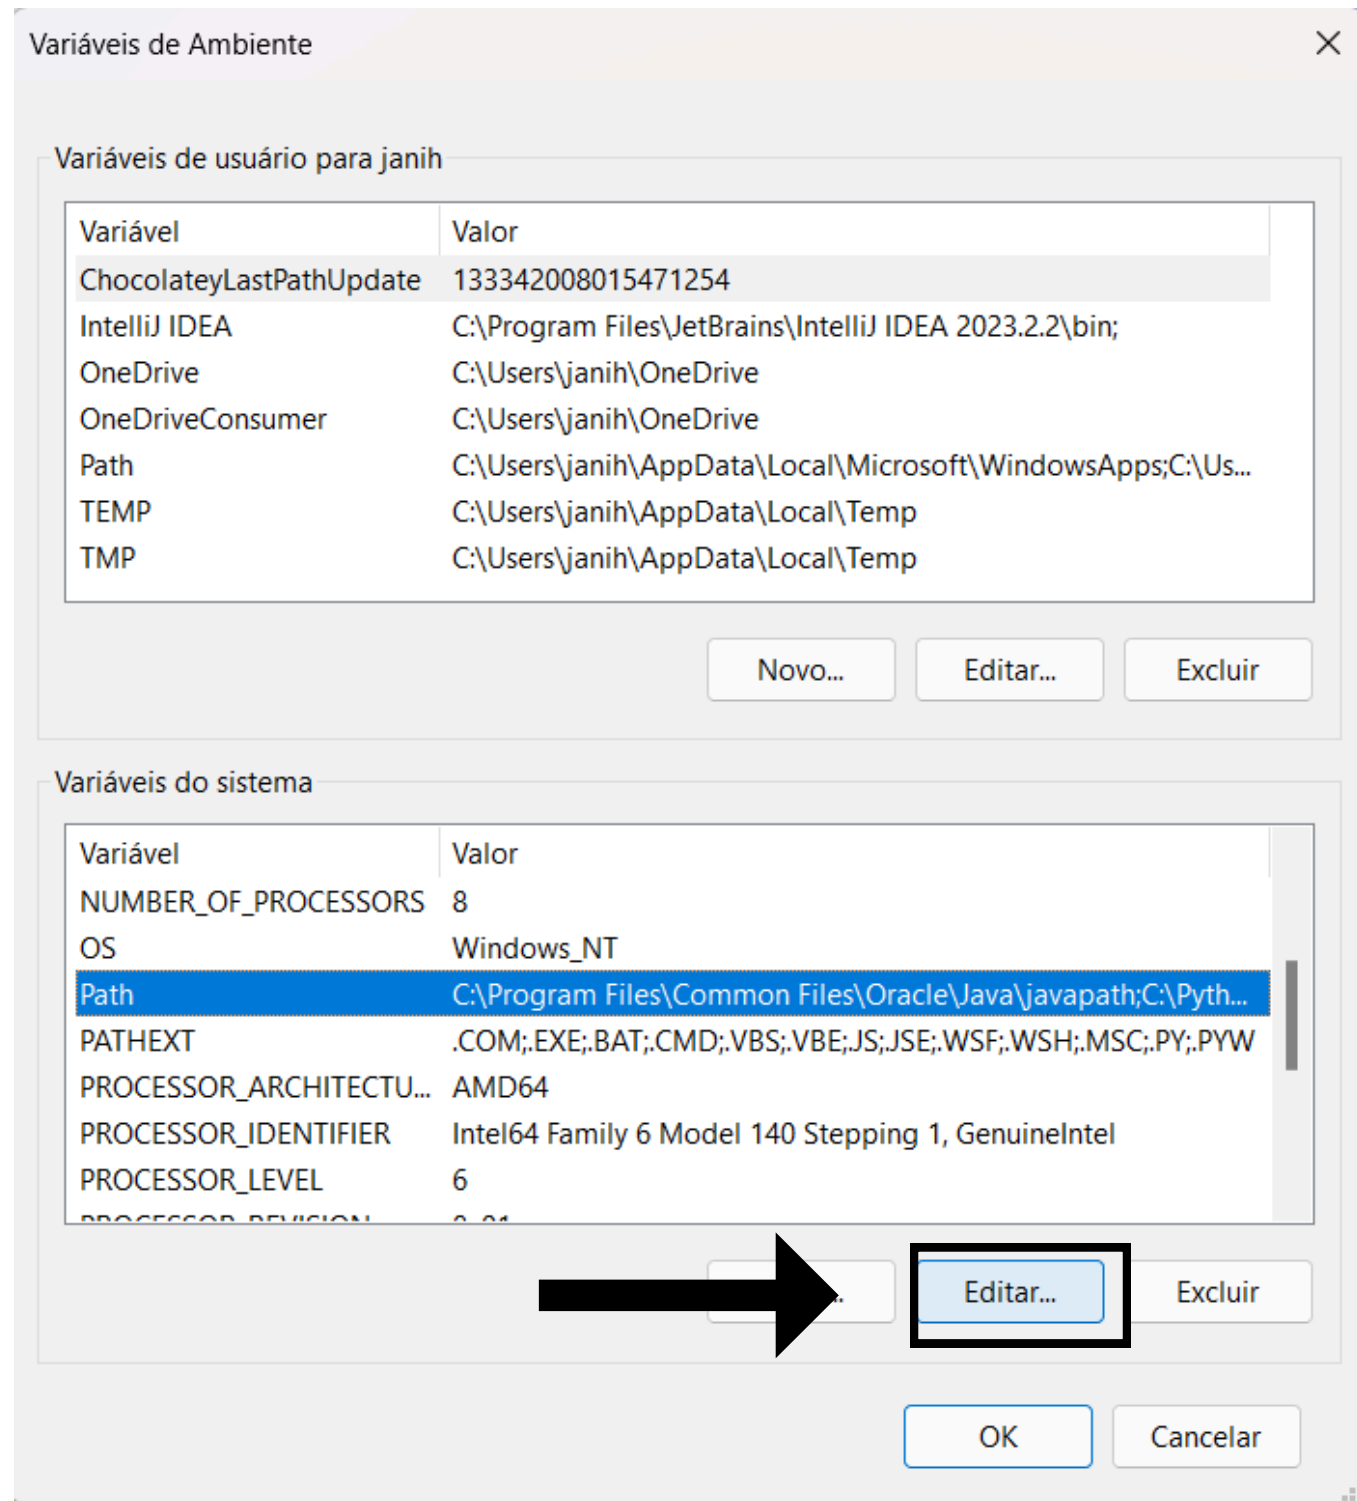 Variáveis de Ambiente
Variáveis de usuário para janih
Variável Valor
ChocolateyLastPathUpdate 133342008015471254
IntelliJ IDEA C:\Program Files\JetBrains\IntelliJ IDEA 2023.2.2\bin;
OneDrive C:\Users\janih\OneDrive
OneDriveConsumer C:\Users\janih\OneDrive
Path C:\Users\janih\AppData\Local\Microsoft\WindowsApps;C:\Us...
TEMP C:\Users\janih\AppData\Local\Temp
TMP C:\Users\janih\AppData\Local\Temp
Novo... Editar... Excluir
Variáveis do sistema
Variável Valor
NUMBER_OF_PROCESSORS 8
OS Windows_NT
Path C:\Program Files\Common Files\Oracle\Java\javapath;C:\Pyth...
PATHEXT .COM;.EXE;.BAT;.CMD;.VBS;.VBE;.JS;.JSE;.WSF;.WSH;.MSC;.PY;.PYW
PROCESSOR_ARCHITECTU... AMD64
PROCESSOR_IDENTIFIER Intel64 Family 6 Model 140 Stepping 1, GenuineIntel
PROCESSOR_LEVEL 6
Editar... Excluir
OK Cancelar